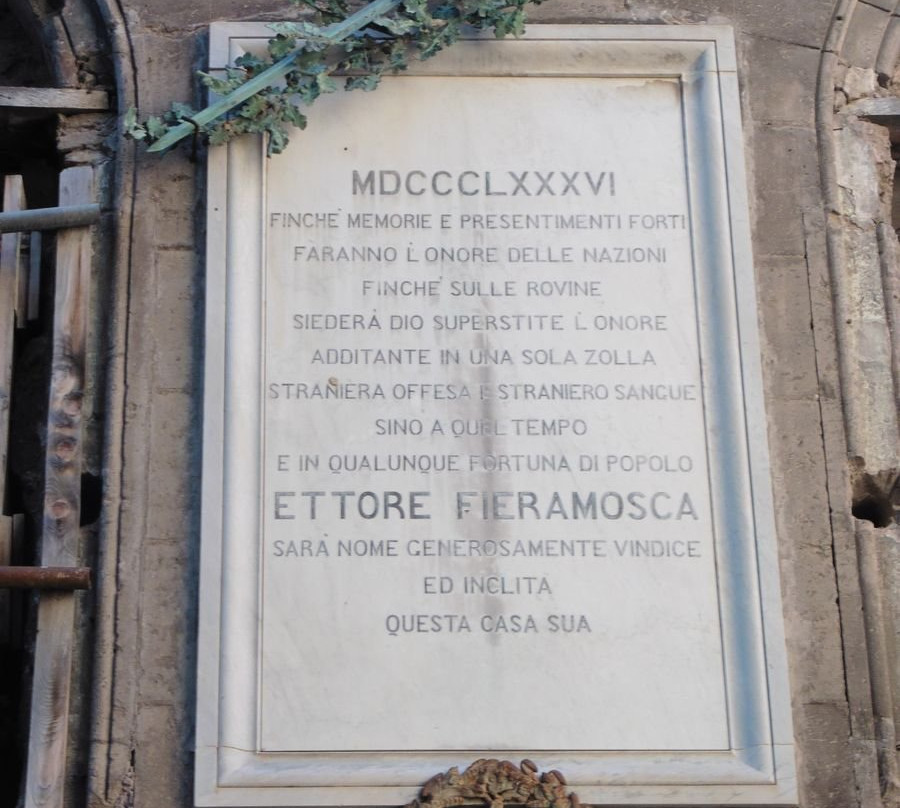 MDCCCLXXXVI
FINCHE' MEMORIE E PRESENTIMENTI FORTI
FARANNO L'ONORE DELLE NAZIONI
FINCHE' SULLE ROVINE
SIEDERÀ DIO SUPERSTITE L'ONORE
ADDITANTE IN UNA SOLA ZOLLA
STRANIERA OFFESA E STRANIERO SANGUE
SINO A QUEL TEMPO
E IN QUALUNQUE FORTUNA DI POPOLO
ETTORE FIERAMOSCA
SARÀ NOME GENEROSAMENTE VINDICE
ED INCLITA
QUESTA CASA SUA